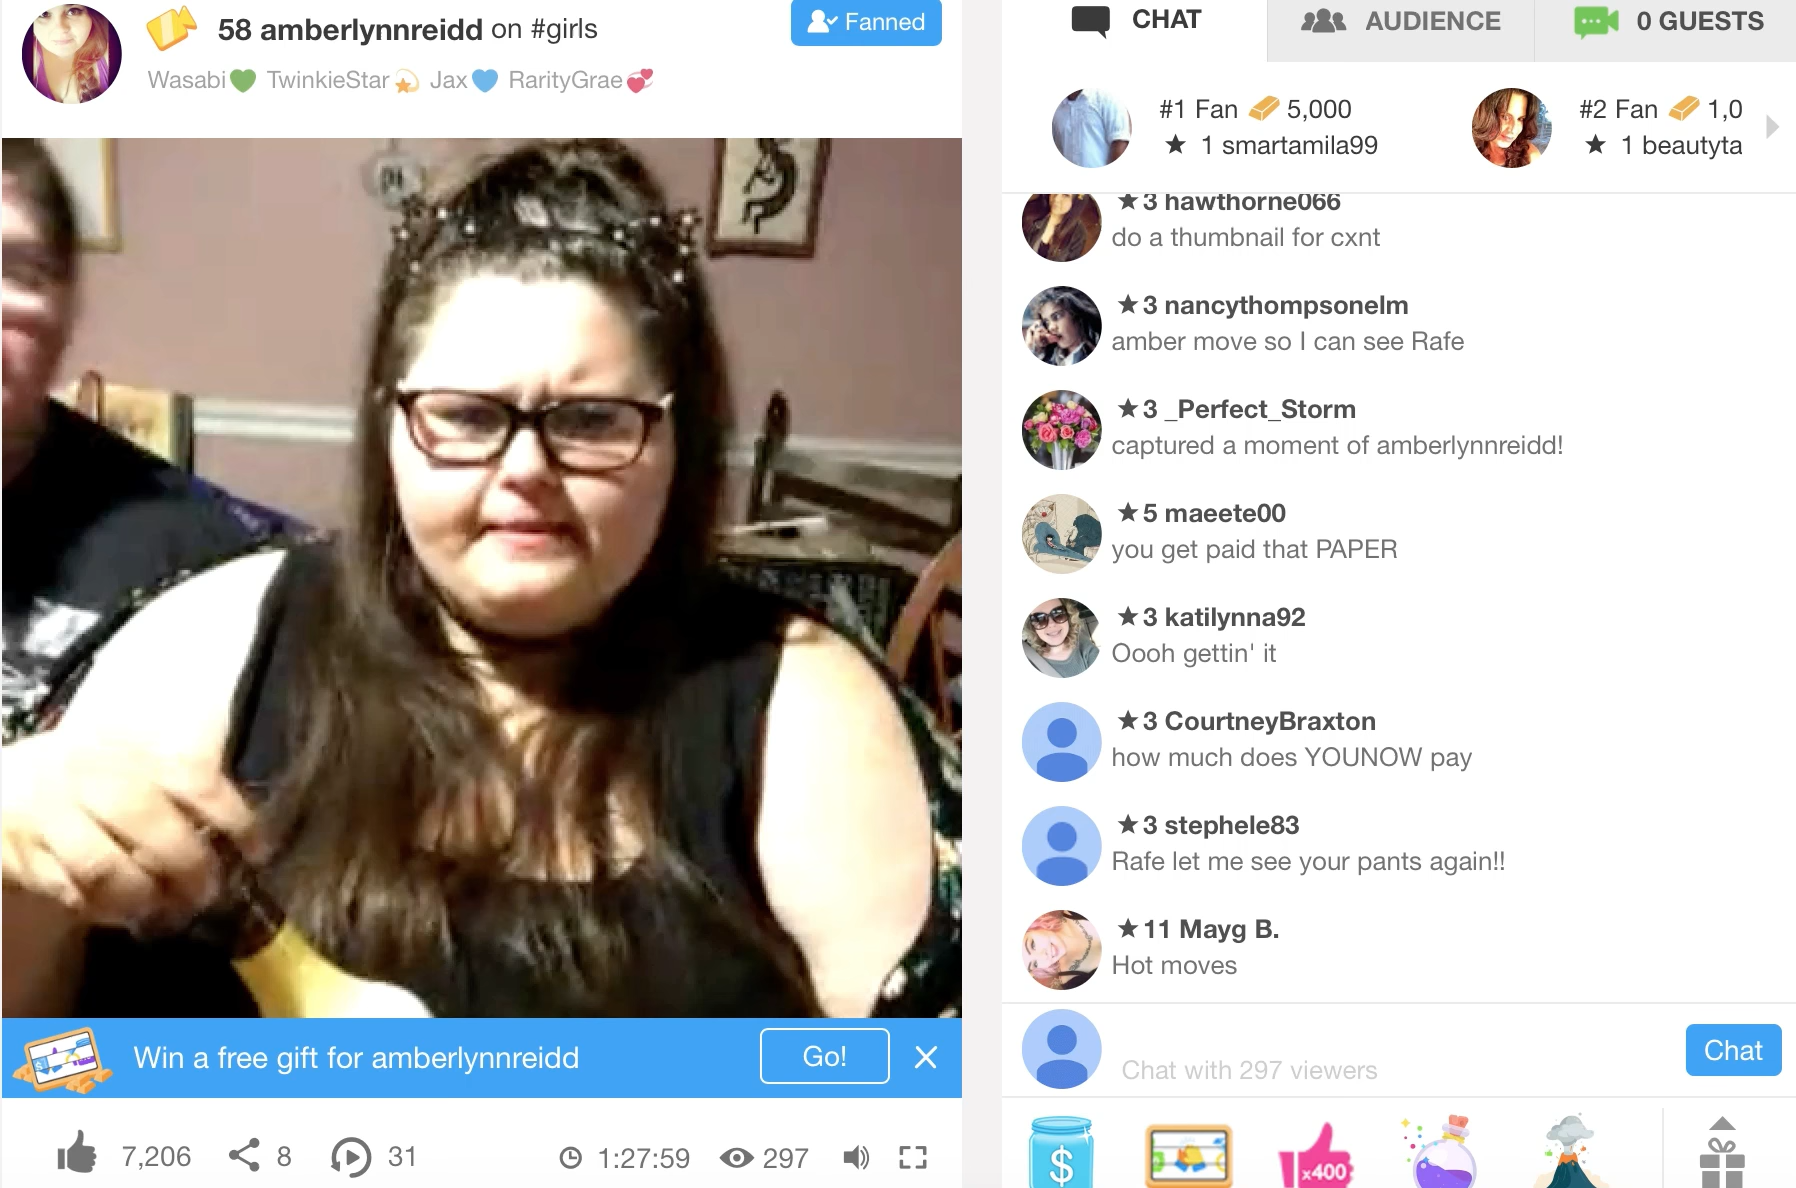 58 amberlynnreidd on #girls
Fanned
Wasabi💚 TwinkieStar💫 Jax💙 RarityGrae💞
Win a free gift for amberlynnreidd
Go!
7,206
8
31
1:27:59
297
CHAT
AUDIENCE
0 GUESTS
#1 Fan 5,000
★ 1 smartamila99
#2 Fan 1,0
★ 1 beautyta
★ 3 hawthorne066
do a thumbnail for cxnt
★ 3 nancythompsonelm
amber move so I can see Rafe
★ 3 _Perfect_Storm
captured a moment of amberlynnreidd!
★ 5 maeete00
you get paid that PAPER
★ 3 katilynna92
Oooh gettin' it
★ 3 CourtneyBraxton
how much does YOUNOW pay
★ 3 stephele83
Rafe let me see your pants again!!
★ 11 Mayg B.
Hot moves
Chat with 297 viewers
Chat
$
x400